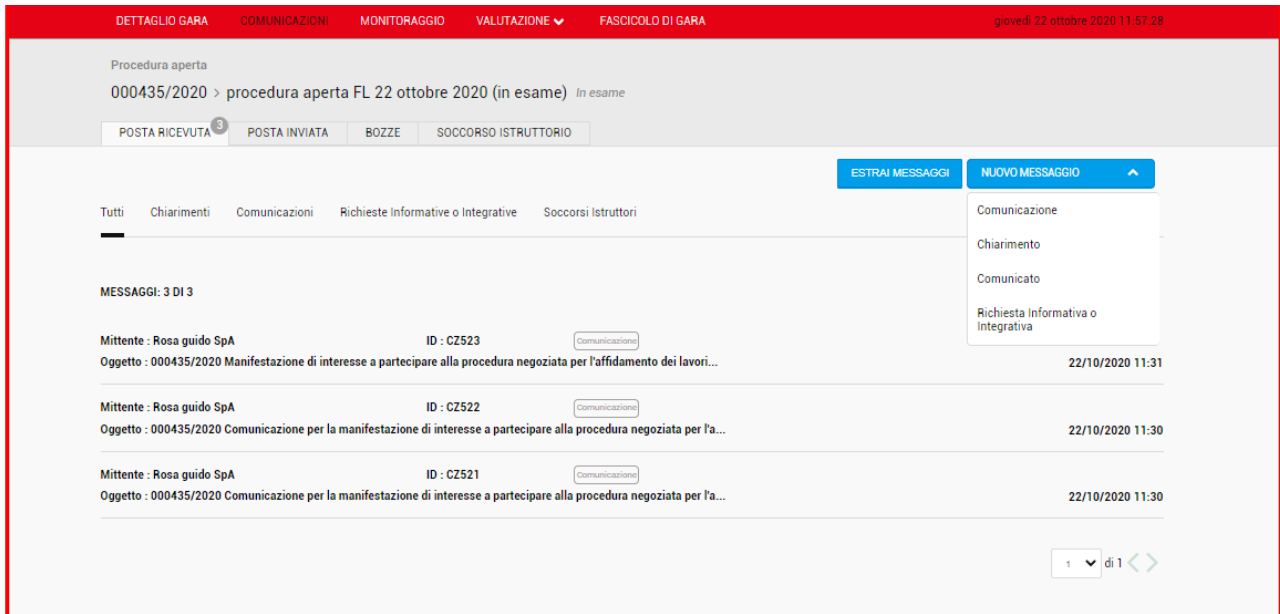 DETTAGLIO GARA COMUNICAZIONI MONITORAGGIO VALUTAZIONE FASCICOLO DI GARA giovedì 22 ottobre 2020 11:57:28
Procedura aperta
000435/2020 > procedura aperta FL 22 ottobre 2020 (in esame) In esame
POSTA RICEVUTA 3 POSTA INVIATA BOZZE SOCCORSO ISTRUTTORIO
ESTRAI MESSAGGI NUOVO MESSAGGIO
Tutti Chiarimenti Comunicazioni Richieste Informative o Integrative Soccorsi Istruttori
Comunicazione
Chiarimento
Comunicato
Richiesta Informativa o
Integrativa
MESSAGGI: 3 DI 3
Mittente : Rosa guido SpA ID : CZ523 Comunicazione
Oggetto : 000435/2020 Manifestazione di interesse a partecipare alla procedura negoziata per l'affidamento dei lavori... 22/10/2020 11:31
Mittente : Rosa guido SpA ID : CZ522 Comunicazione
Oggetto : 000435/2020 Comunicazione per la manifestazione di interesse a partecipare alla procedura negoziata per l'a... 22/10/2020 11:30
Mittente : Rosa guido SpA ID : CZ521 Comunicazione
Oggetto : 000435/2020 Comunicazione per la manifestazione di interesse a partecipare alla procedura negoziata per l'a... 22/10/2020 11:30
1 di 1 < >